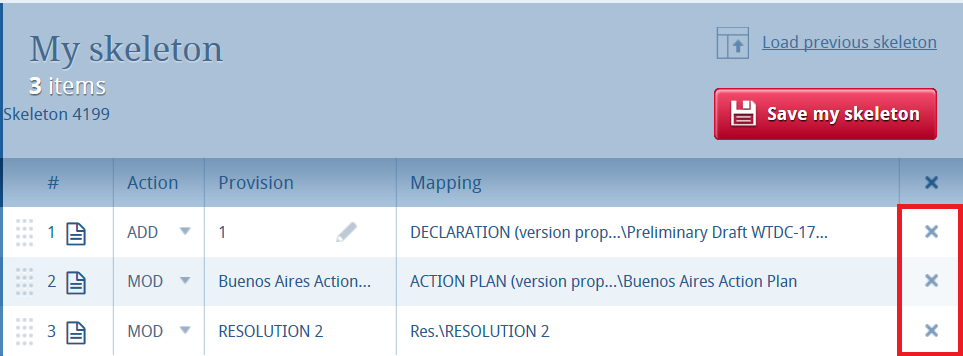 My skeleton
3 items
Skeleton 4199
Load previous skeleton
Save my skeleton
# Action Provision Mapping
1 ADD 1 DECLARATION (version prop...\Preliminary Draft WTDC-17...
2 MOD Buenos Aires Action... ACTION PLAN (version prop...\Buenos Aires Action Plan
3 MOD RESOLUTION 2 Res.\RESOLUTION 2